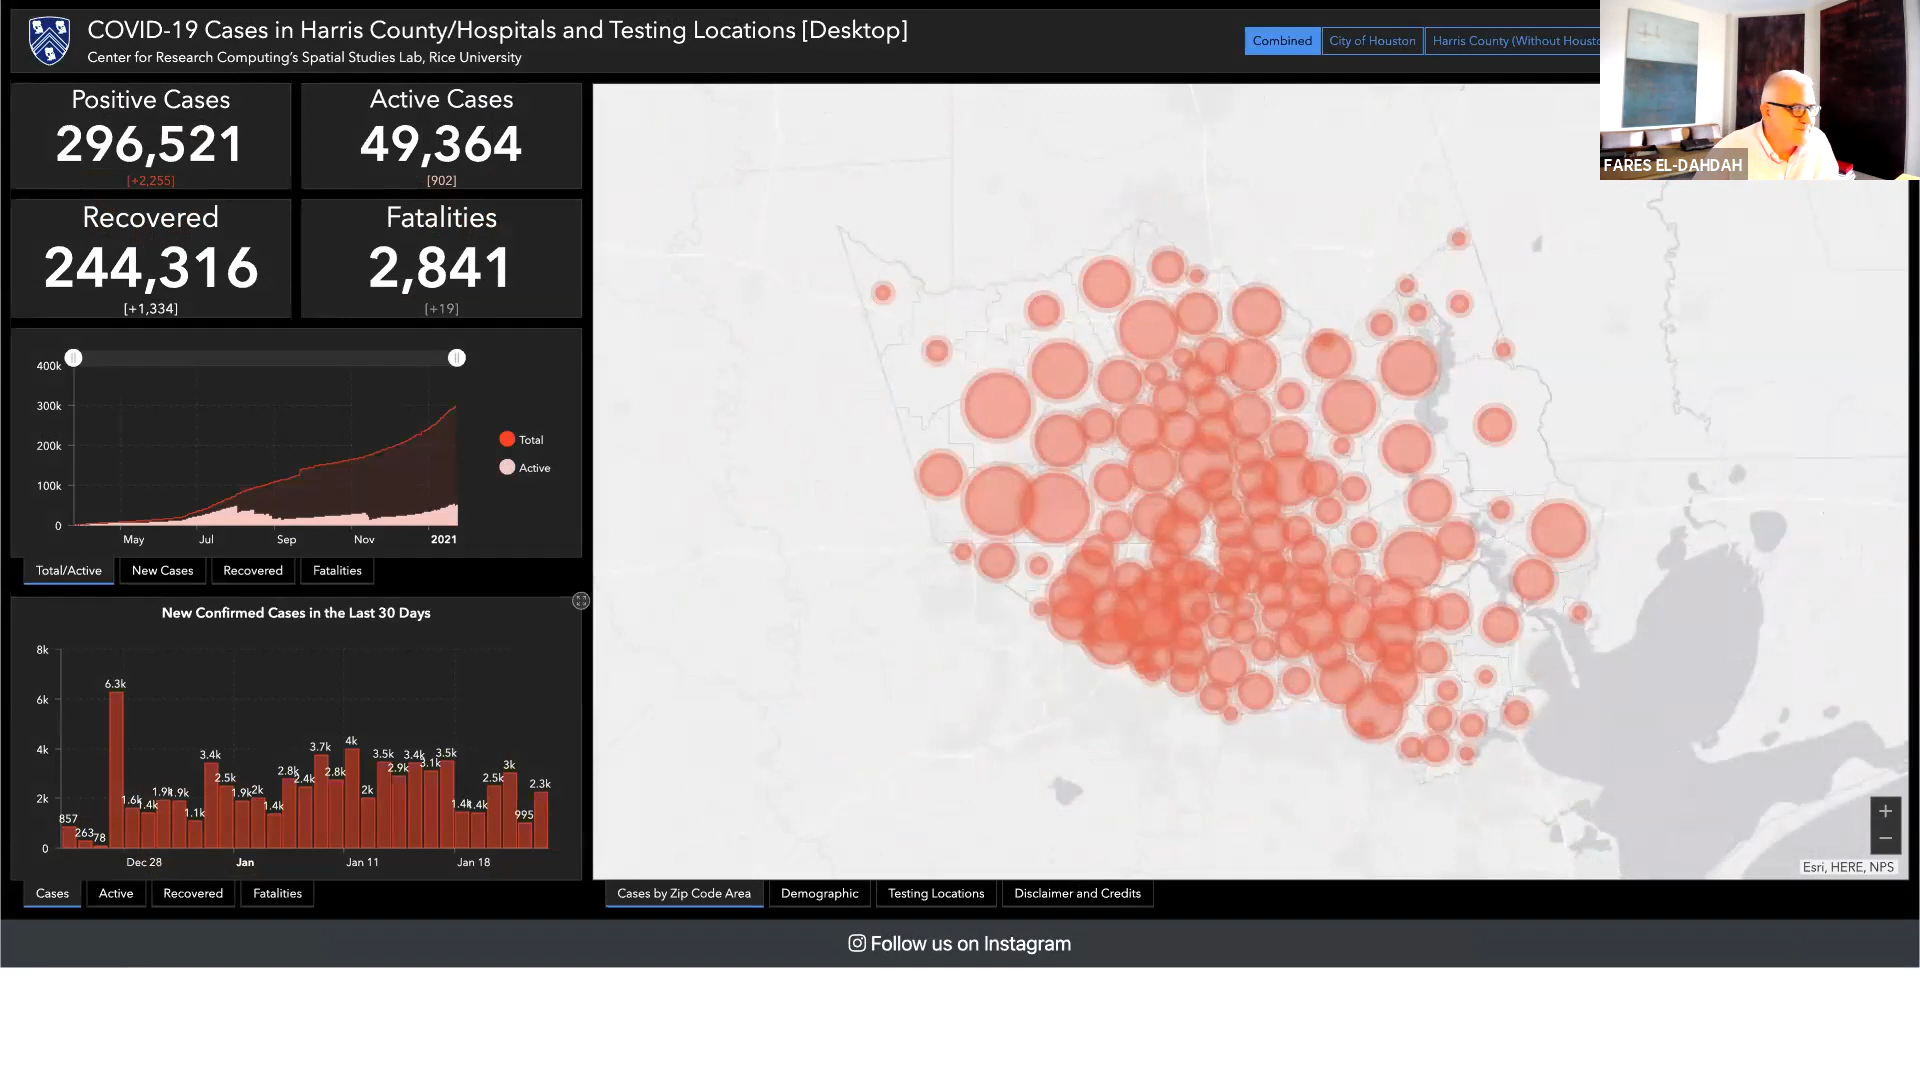 COVID-19 Cases in Harris County/Hospitals and Testing Locations [Desktop]
Center for Research Computing's Spatial Studies Lab, Rice University
Combined
City of Houston
Harris County (Without Housto
FARES EL-DAHDAH
Positive Cases
296,521
[+2,255]
Active Cases
49,364
[902]
Recovered
244,316
[+1,334]
Fatalities
2,841
[+19]
400k
300k
200k
100k
0
May
Jul
Sep
Nov
2021
Total
Active
Total/Active
New Cases
Recovered
Fatalities
New Confirmed Cases in the Last 30 Days
8k
6k
4k
2k
0
857
263
78
6.3k
1.6k
1.4k
1.9k
1.9k
1.1k
3.4k
2.5k
1.9k
2k
1.4k
2.8k
2.4k
3.7k
2.8k
4k
2k
3.5k
2.9k
3.4k
3.1k
3.5k
1.4k
1.4k
2.5k
3k
995
2.3k
Dec 28
Jan
Jan 11
Jan 18
Cases
Active
Recovered
Fatalities
+
−
Esri, HERE, NPS
Cases by Zip Code Area
Demographic
Testing Locations
Disclaimer and Credits
Follow us on Instagram